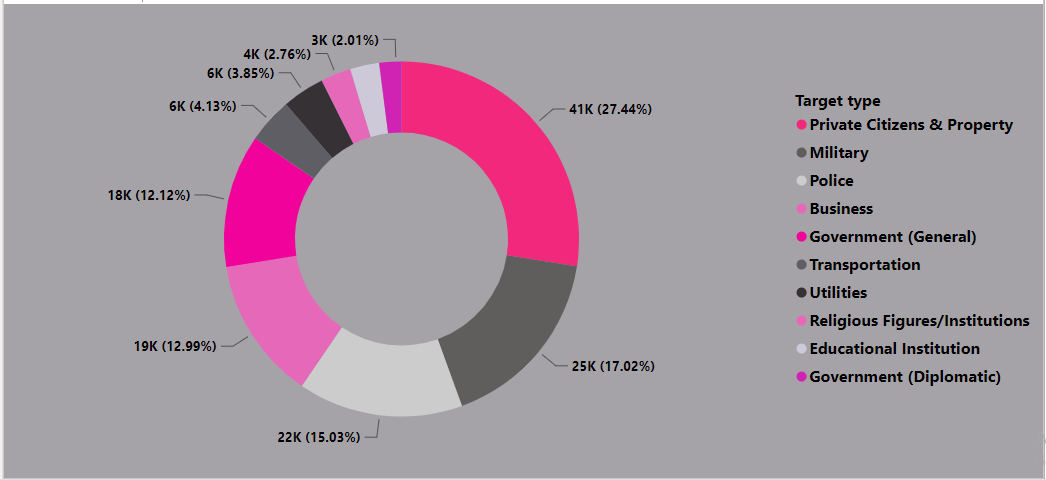 3K (2.01%)
4K (2.76%)
6K (3.85%)
6K (4.13%)
18K (12.12%)
19K (12.99%)
22K (15.03%)
25K (17.02%)
41K (27.44%)
Target type
Private Citizens & Property
Military
Police
Business
Government (General)
Transportation
Utilities
Religious Figures/Institutions
Educational Institution
Government (Diplomatic)